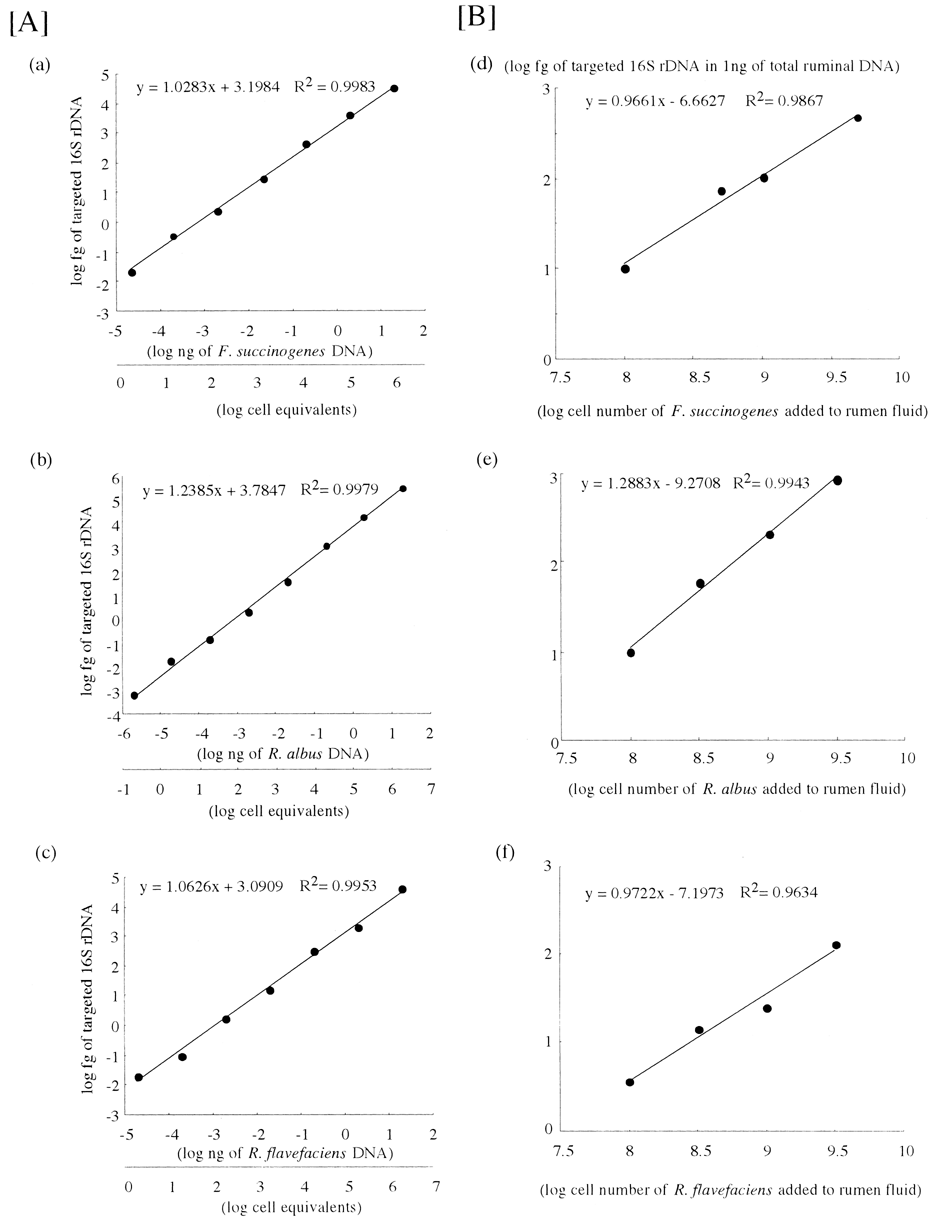 [A]
(a)
y = 1.0283x + 3.1984 R2 = 0.9983
log fg of targeted 16S rDNA
5
4
3
2
1
0
-1
-2
-3
-5 -4 -3 -2 -1 0 1 2
(log ng of F. succinogenes DNA)
0 1 2 3 4 5 6
(log cell equivalents)
(b)
y = 1.2385x + 3.7847 R2= 0.9979
log fg of targeted 16S rDNA
6
5
4
3
2
1
0
-1
-2
-3
-4
-6 -5 -4 -3 -2 -1 0 1 2
(log ng of R. albus DNA)
-1 0 1 2 3 4 5 6 7
(log cell equivalents)
(c)
y = 1.0626x + 3.0909 R2= 0.9953
log fg of targeted 16S rDNA
5
4
3
2
1
0
-1
-2
-3
-5 -4 -3 -2 -1 0 1 2
(log ng of R. flavefaciens DNA)
0 1 2 3 4 5 6 7
(log cell equivalents)
[B]
(d) (log fg of targeted 16S rDNA in 1ng of total ruminal DNA)
y = 0.9661x - 6.6627 R2= 0.9867
3
2
1
0
7.5 8 8.5 9 9.5 10
(log cell number of F. succinogenes added to rumen fluid)
(e)
y = 1.2883x - 9.2708 R2= 0.9943
3
2
1
0
7.5 8 8.5 9 9.5 10
(log cell number of R. albus added to rumen fluid)
(f)
y = 0.9722x - 7.1973 R2= 0.9634
3
2
1
0
7.5 8 8.5 9 9.5 10
(log cell number of R. flavefaciens added to rumen fluid)